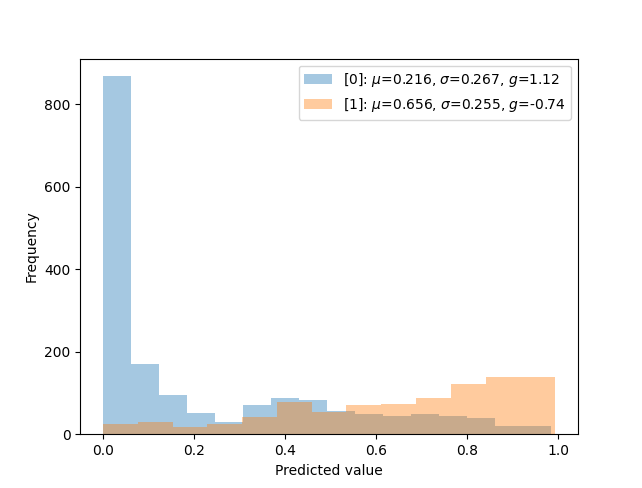 [0]: μ=0.216, σ=0.267, g=1.12
[1]: μ=0.656, σ=0.255, g=-0.74
800
600
400
200
0
Frequency
0.0 0.2 0.4 0.6 0.8 1.0
Predicted value